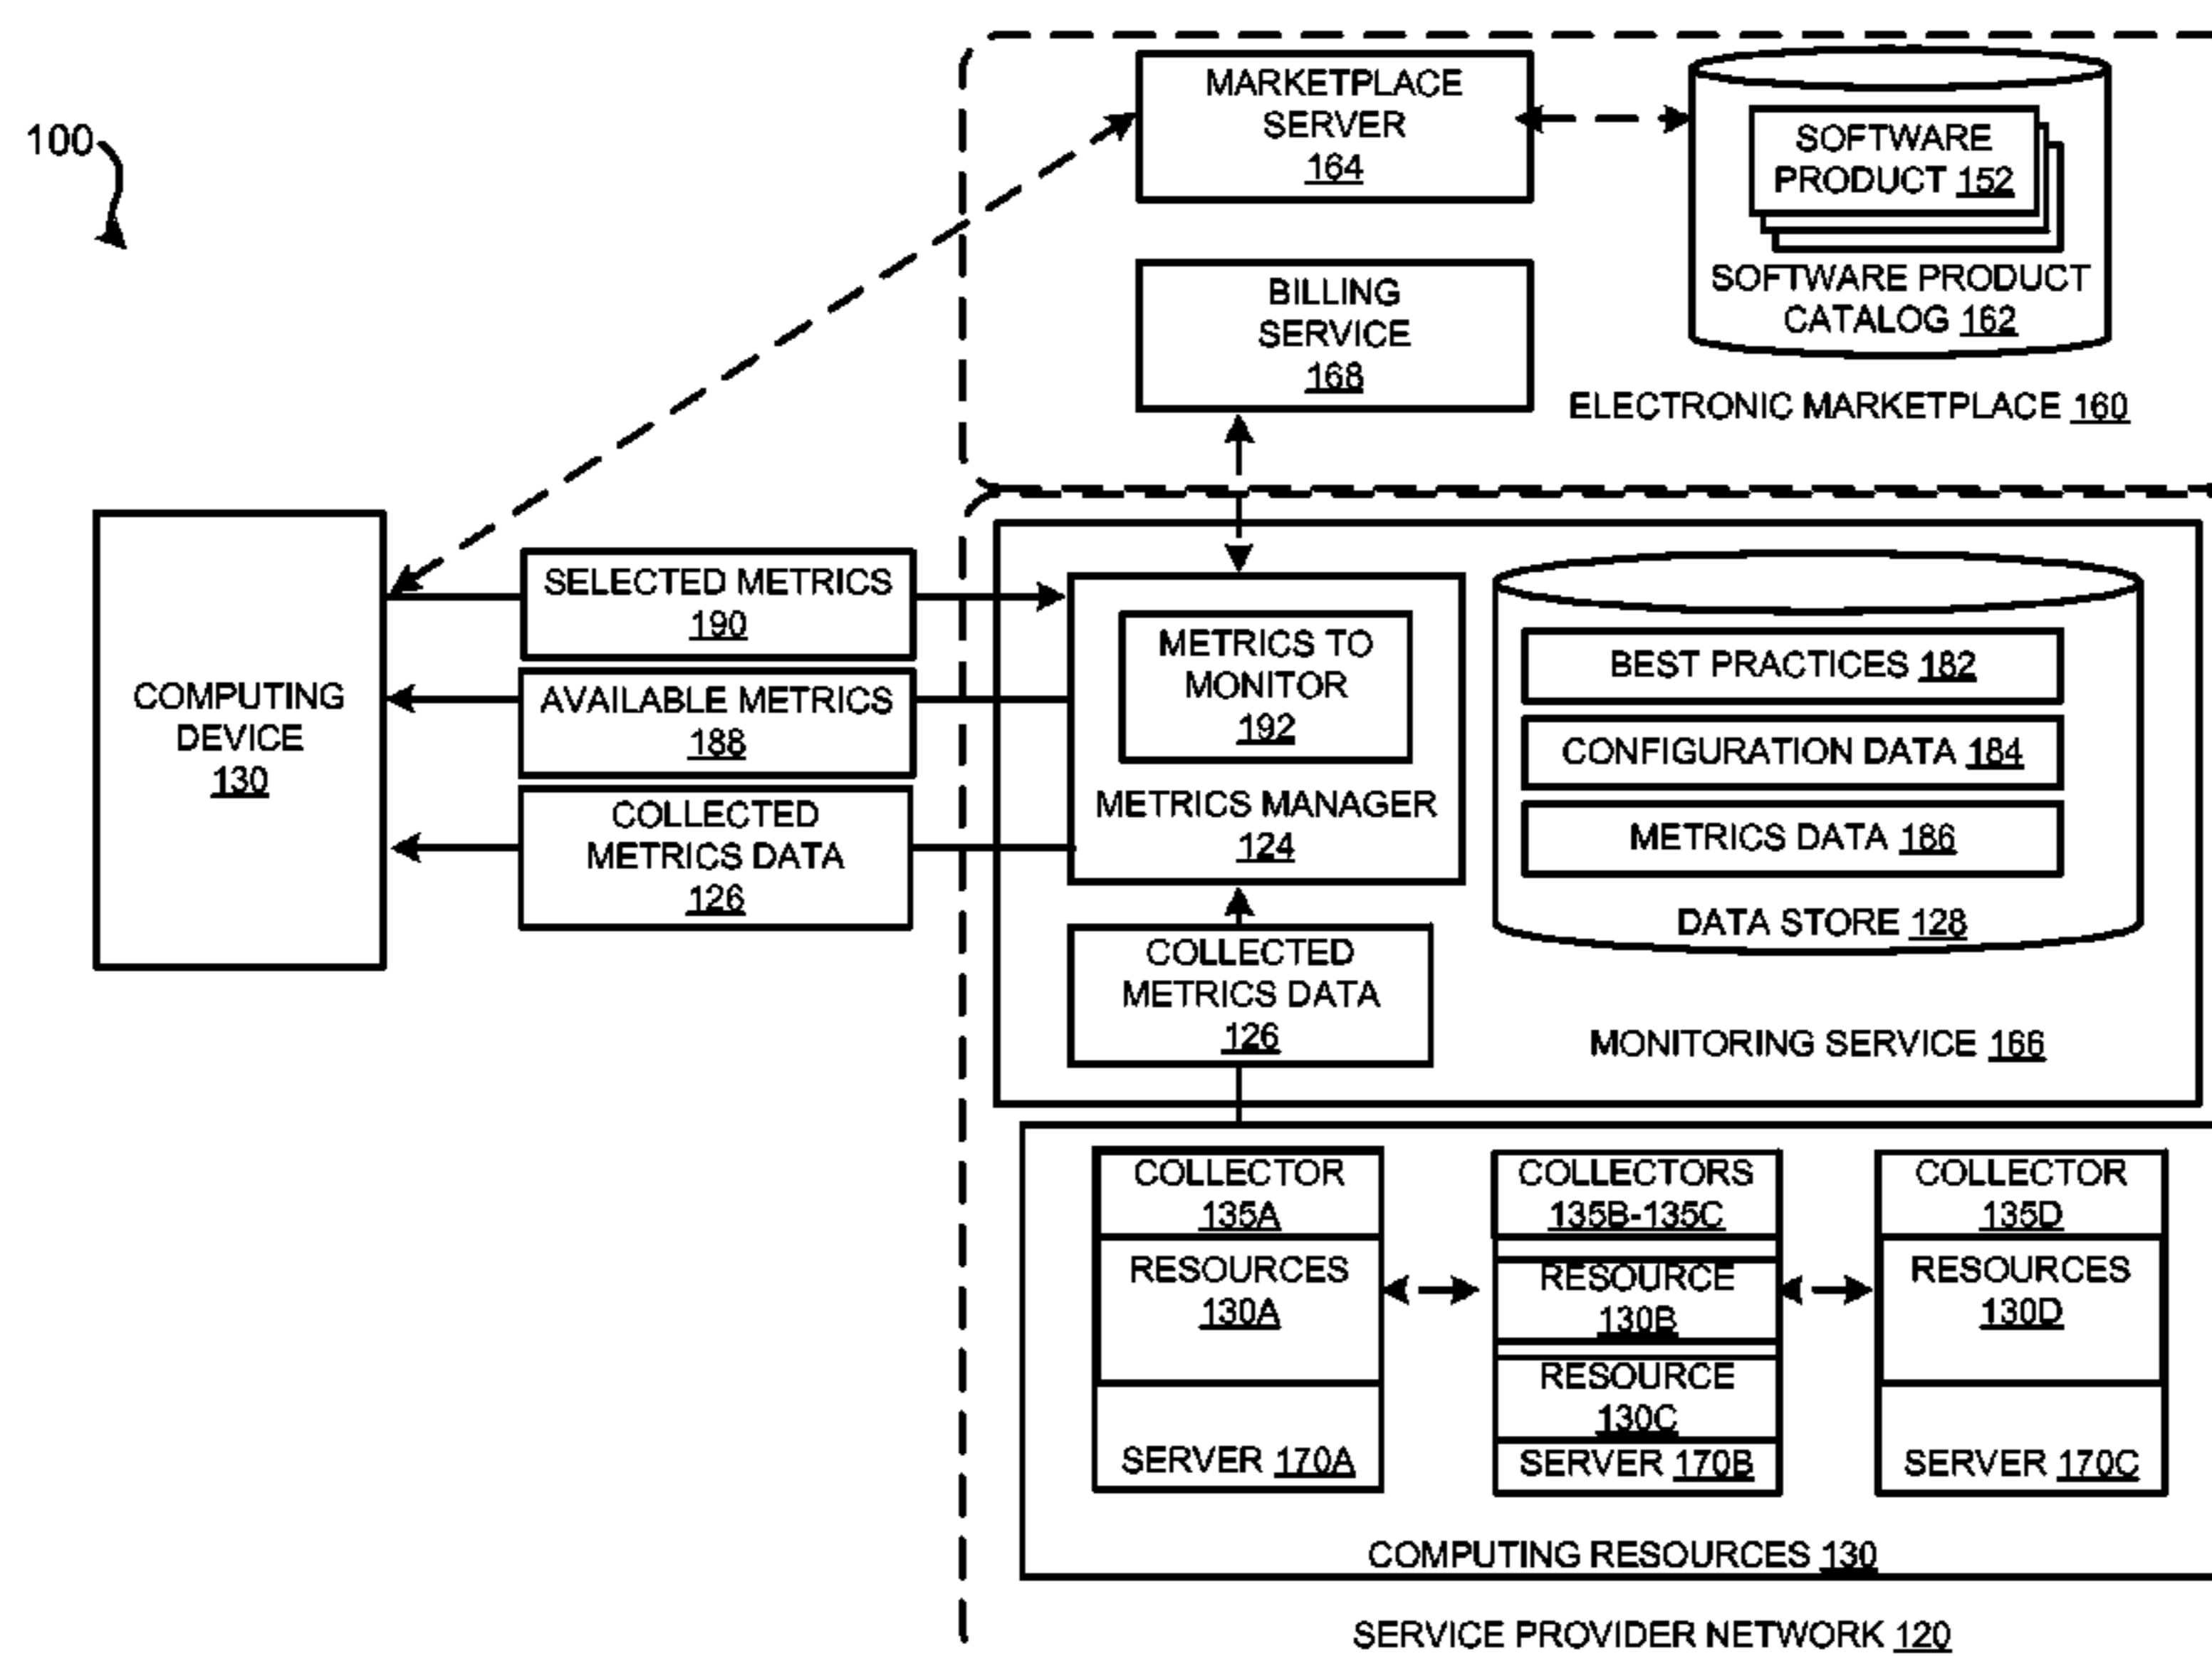 100
MARKETPLACE
SERVER
164
SOFTWARE
PRODUCT 152
SOFTWARE PRODUCT
CATALOG 162
BILLING
SERVICE
168
ELECTRONIC MARKETPLACE 160
COMPUTING
DEVICE
130
SELECTED METRICS
190
AVAILABLE METRICS
188
COLLECTED
METRICS DATA
126
METRICS TO
MONITOR
192
METRICS MANAGER
124
BEST PRACTICES 182
CONFIGURATION DATA 184
METRICS DATA 186
DATA STORE 128
COLLECTED
METRICS DATA
126
MONITORING SERVICE 166
COLLECTOR
135A
RESOURCES
130A
SERVER 170A
COLLECTORS
135B-135C
RESOURCE
130B
RESOURCE
130C
SERVER 170B
COLLECTOR
135D
RESOURCES
130D
SERVER 170C
COMPUTING RESOURCES 130
SERVICE PROVIDER NETWORK 120